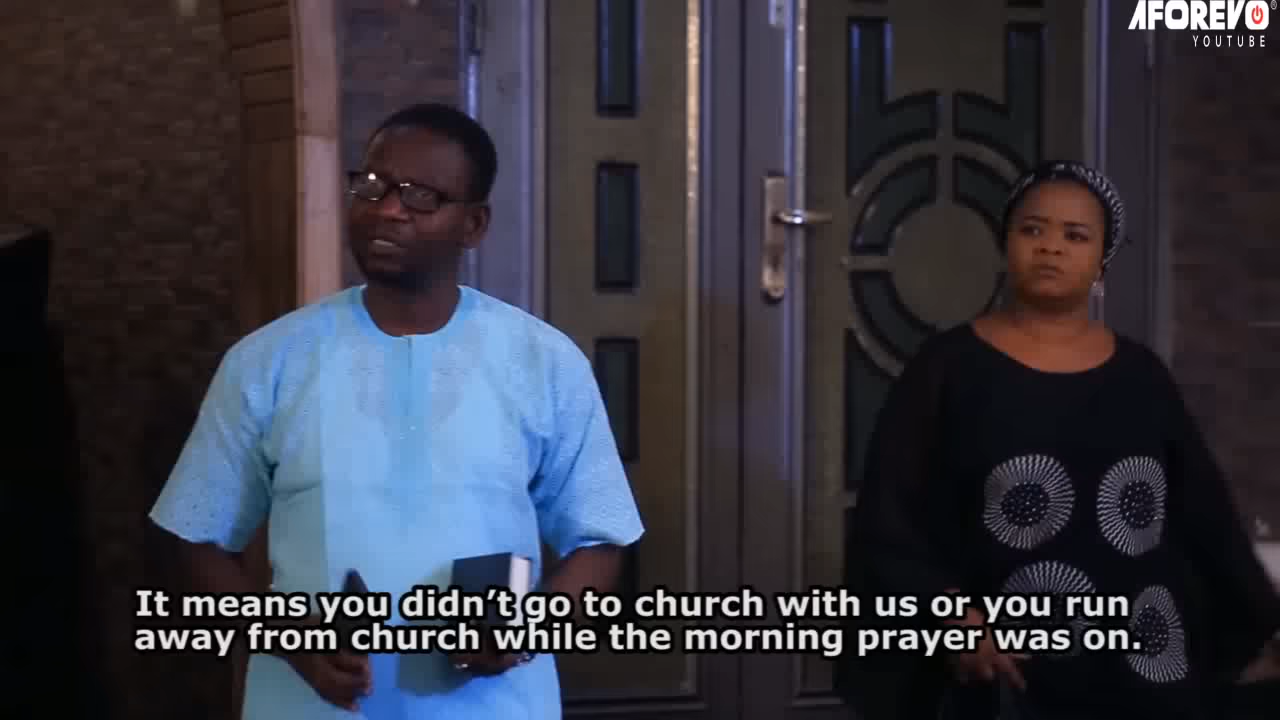 AFOREVO
YOUTUBE
It means you didn't go to church with us or you run
away from church while the morning prayer was on.